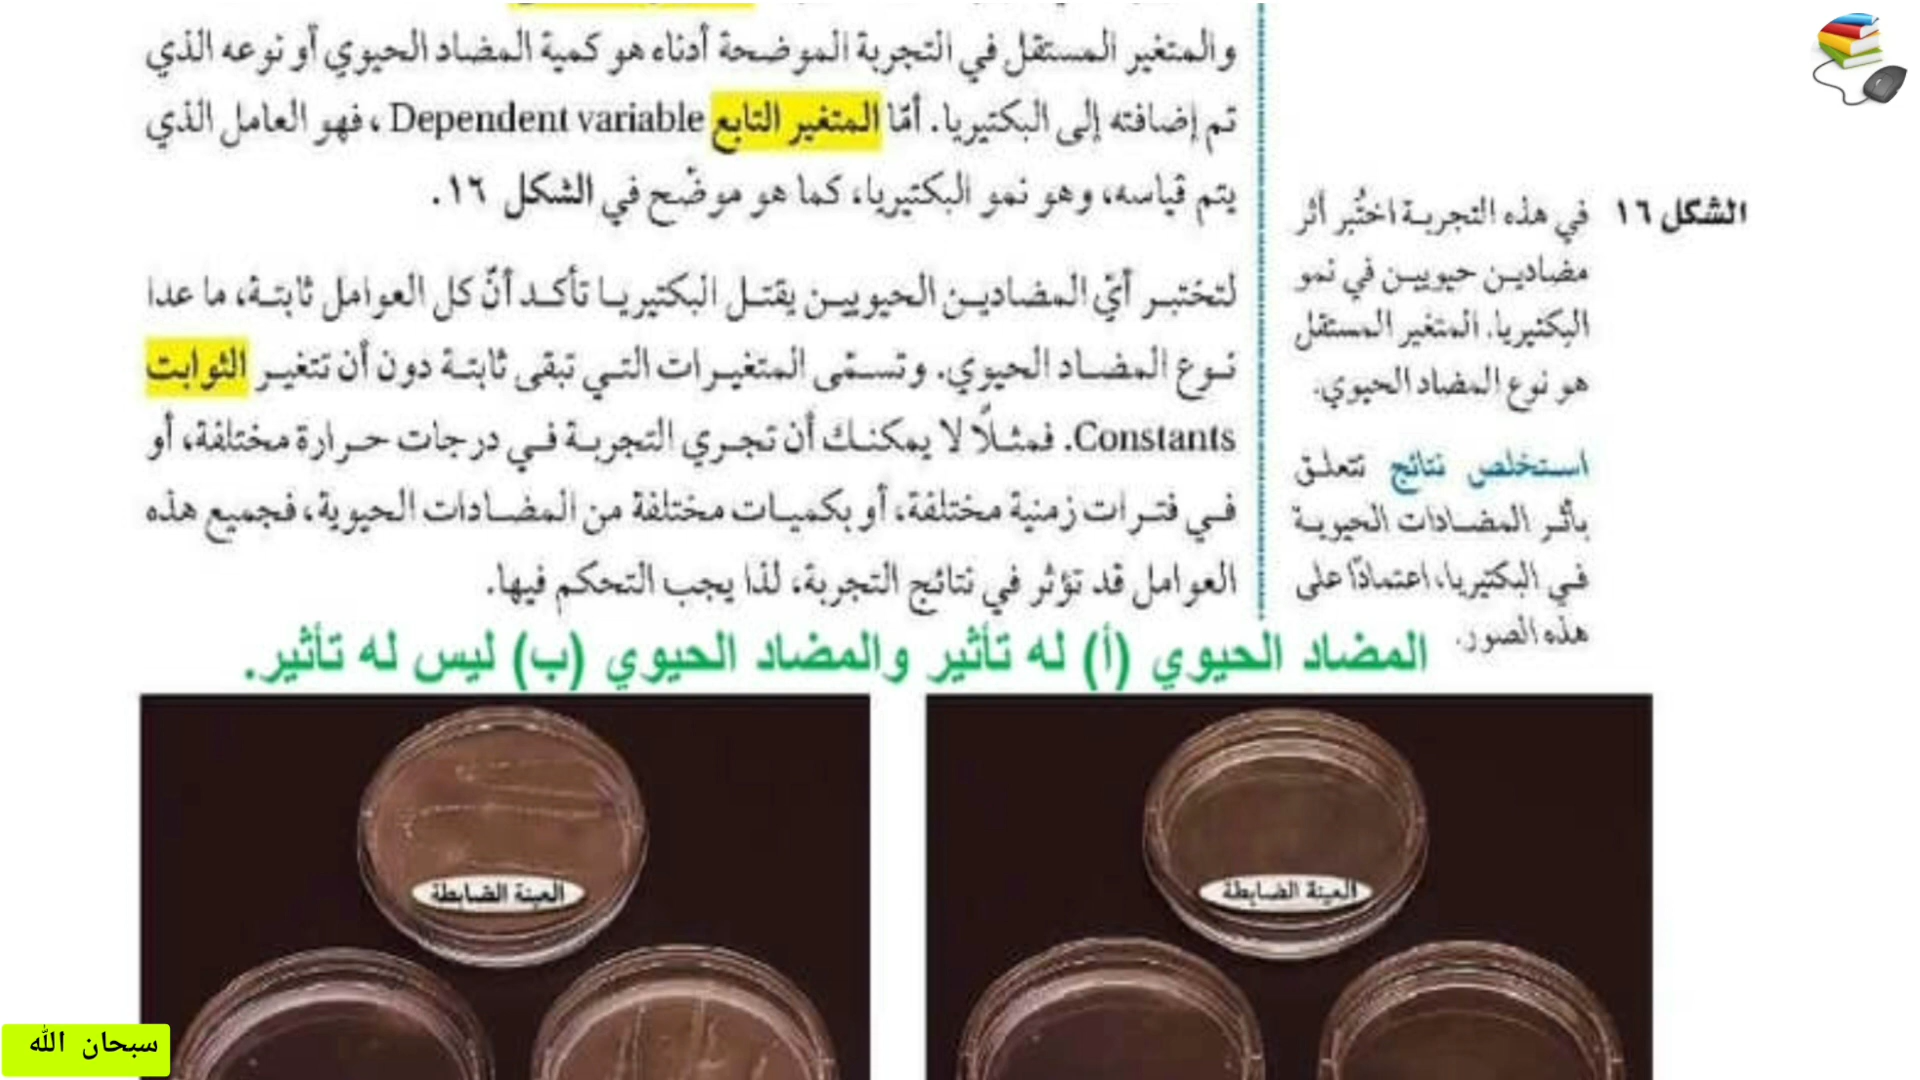 والمتغير المستقل في التجربة الموضحة أدناه هو كمية المضاد الحيوي أو نوعه الذي
تم إضافته إلى البكتيريا. أمّا المتغير التابع Dependent variable، فهو العامل الذي
يتم قياسه، وهو نمو البكتيريا، كما هو موضّح في الشكل ١٦.
لتختبر أيّ المضادين الحيويين يقتل البكتيريا تأكد أنّ كل العوامل ثابتة، ما عدا
نوع المضاد الحيوي. وتسمّى المتغيرات التي تبقى ثابتة دون أن تتغير الثوابت
Constants. فمثلًا لا يمكنك أن تجري التجربة في درجات حرارة مختلفة، أو
في فترات زمنية مختلفة، أو بكميات مختلفة من المضادات الحيوية، فجميع هذه
العوامل قد تؤثر في نتائج التجربة، لذا يجب التحكم فيها.
الشكل ١٦ في هذه التجربة اختُبر أثر
مضادين حيويين في نمو
البكتيريا. المتغير المستقل
هو نوع المضاد الحيوي.
استخلص نتائج تتعلق
بأثر المضادات الحيوية
في البكتيريا، اعتمادًا على
هذه الصور.
المضاد الحيوي (أ) له تأثير والمضاد الحيوي (ب) ليس له تأثير.
العينة الضابطة
العينة الضابطة
سبحان الله